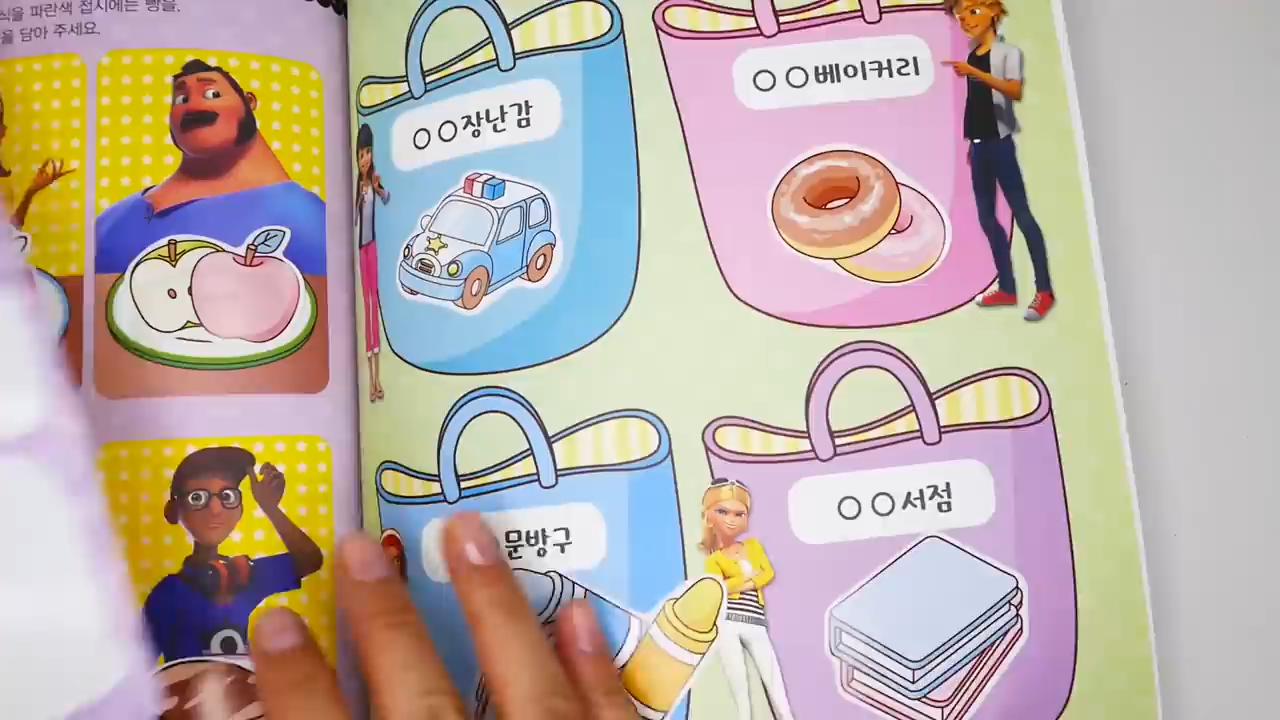 식을 파란색 접시에는 빵을,
을 담아 주세요.
○○장난감
○○베이커리
문방구
○○서점